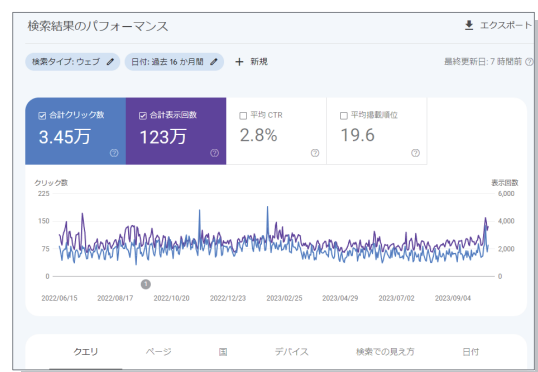 検索結果のパフォーマンス
エクスポート
検索タイプ: ウェブ
日付: 過去 16 か月間
+ 新規
最終更新日: 7 時間前
合計クリック数
3.45万
合計表示回数
123万
平均 CTR
2.8%
平均掲載順位
19.6
クリック数
表示回数
225
150
75
0
6,000
4,000
2,000
0
1
2022/06/15 2022/08/17 2022/10/20 2022/12/23 2023/02/25 2023/04/29 2023/07/02 2023/09/04
クエリ ページ 国 デバイス 検索での見え方 日付